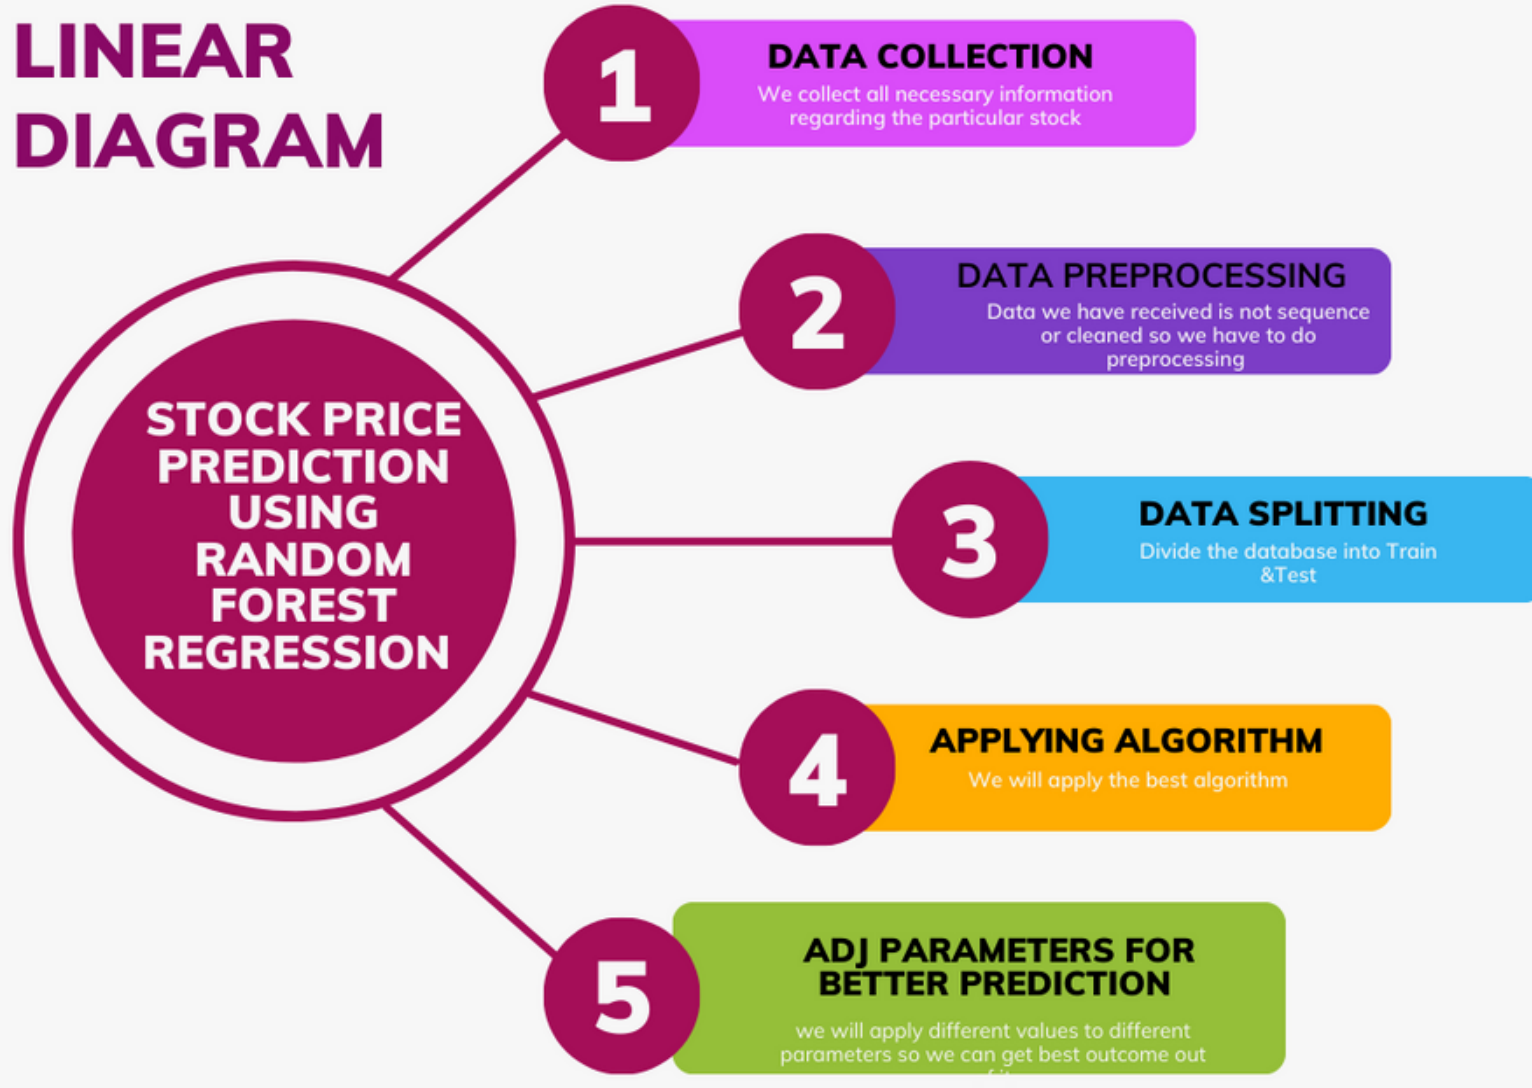 LINEAR
DIAGRAM
1
DATA COLLECTION
We collect all necessary information
regarding the particular stock
2
DATA PREPROCESSING
Data we have received is not sequence
or cleaned so we have to do
preprocessing
STOCK PRICE
PREDICTION
USING
RANDOM
FOREST
REGRESSION
3
DATA SPLITTING
Divide the database into Train
&Test
4
APPLYING ALGORITHM
We will apply the best algorithm
5
ADJ PARAMETERS FOR
BETTER PREDICTION
we will apply different values to different
parameters so we can get best outcome out